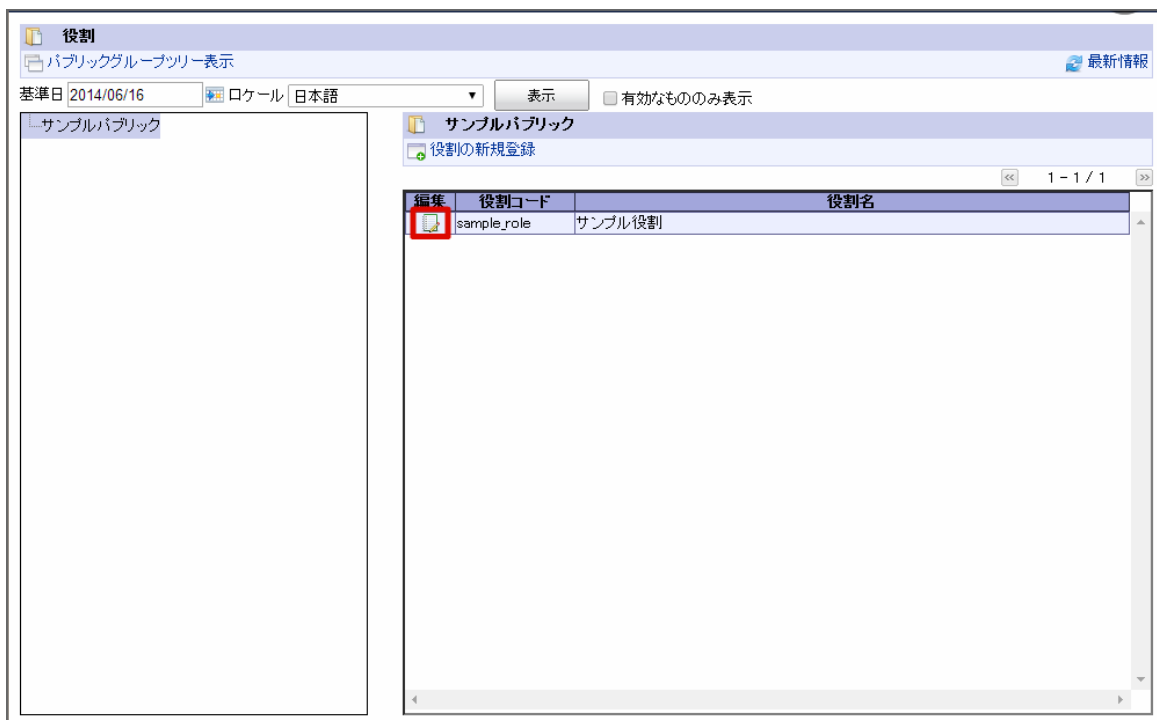 役割
パブリックグループツリー表示 最新情報
基準日 2014/06/16 ロケール 日本語 ▼ 表示 有効なもののみ表示
サンプルパブリック
サンプルパブリック
役割の新規登録
<< 1 - 1 / 1 >>
編集 役割コード 役割名
sample_role サンプル役割